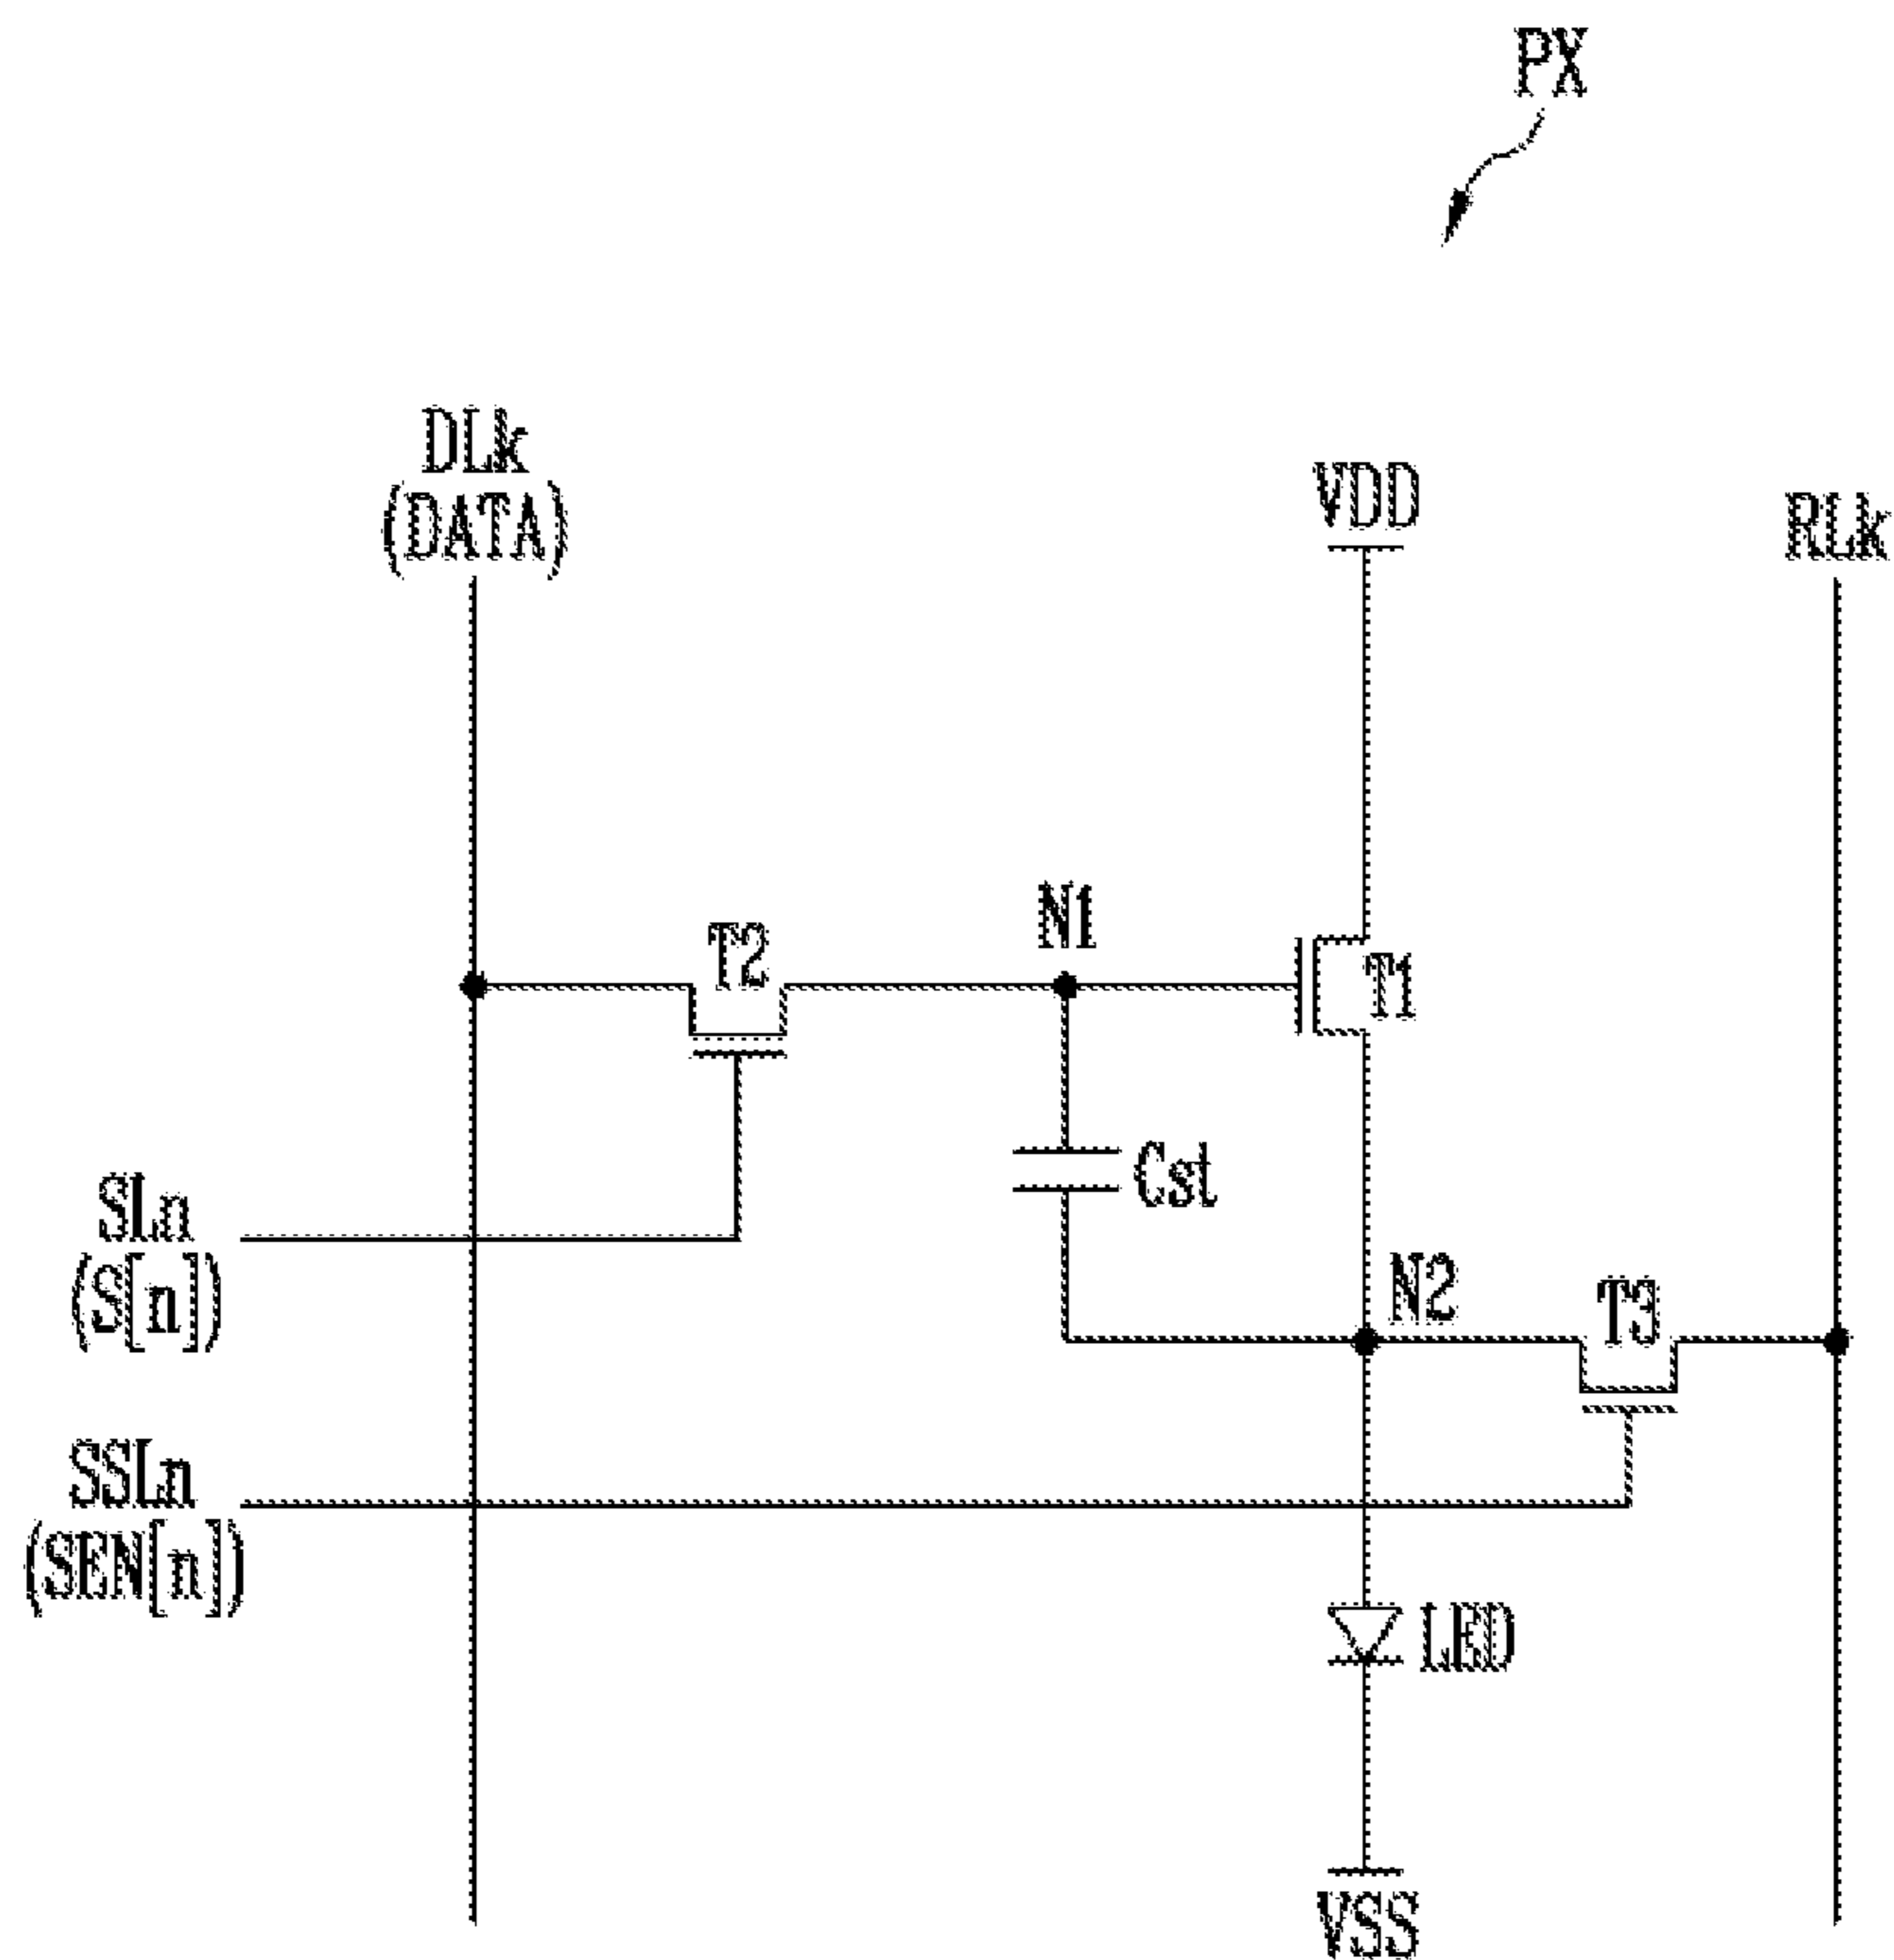 PX
DLk
(DATA)
VDD
RLk
N1
T2
T1
Cst
SLn
(S[n])
N2
T3
SSLn
(SEN[n])
LED
VSS